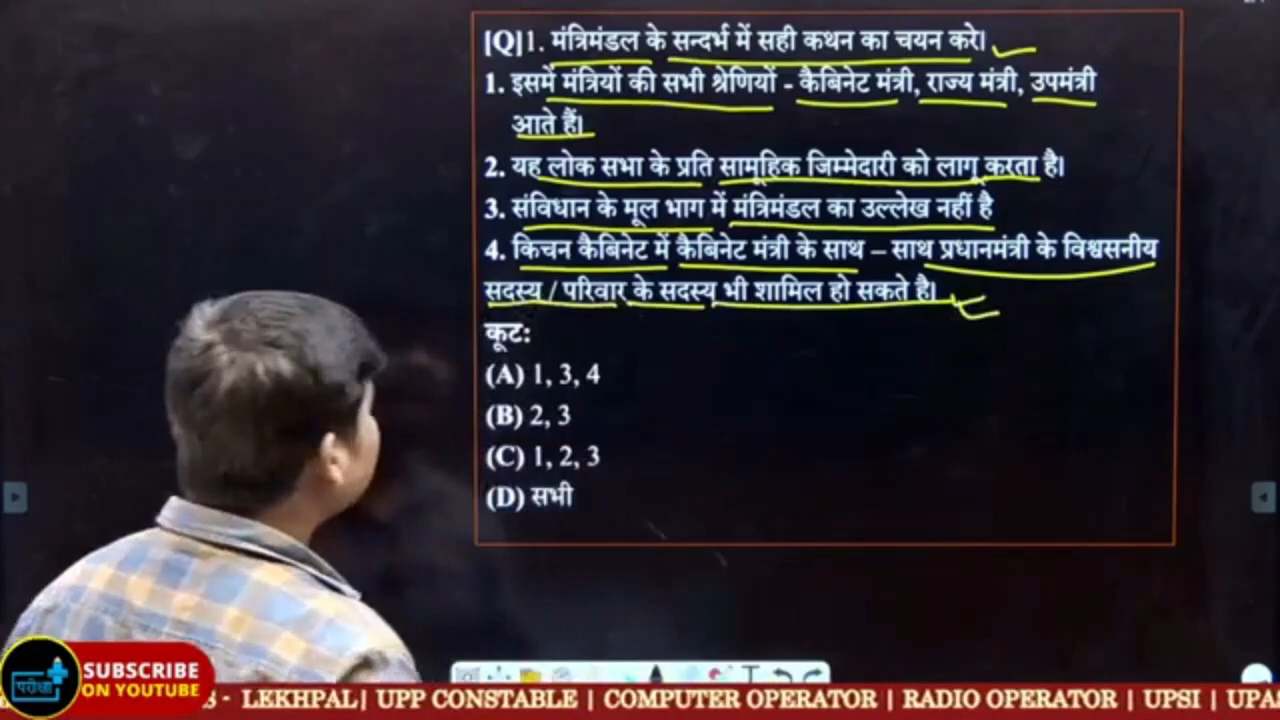 [Q]1. मंत्रिमंडल के सन्दर्भ में सही कथन का चयन करे।
1. इसमें मंत्रियों की सभी श्रेणियों - कैबिनेट मंत्री, राज्य मंत्री, उपमंत्री
आते हैं।
2. यह लोक सभा के प्रति सामूहिक जिम्मेदारी को लागू करता है।
3. संविधान के मूल भाग में मंत्रिमंडल का उल्लेख नहीं है
4. किचन कैबिनेट में कैबिनेट मंत्री के साथ – साथ प्रधानमंत्री के विश्वसनीय
सदस्य / परिवार के सदस्य भी शामिल हो सकते है।
कूट:
(A) 1, 3, 4
(B) 2, 3
(C) 1, 2, 3
(D) सभी
परीक्षा
SUBSCRIBE
ON YOUTUBE
- LEKHPAL| UPP CONSTABLE | COMPUTER OPERATOR | RADIO OPERATOR | UPSI |